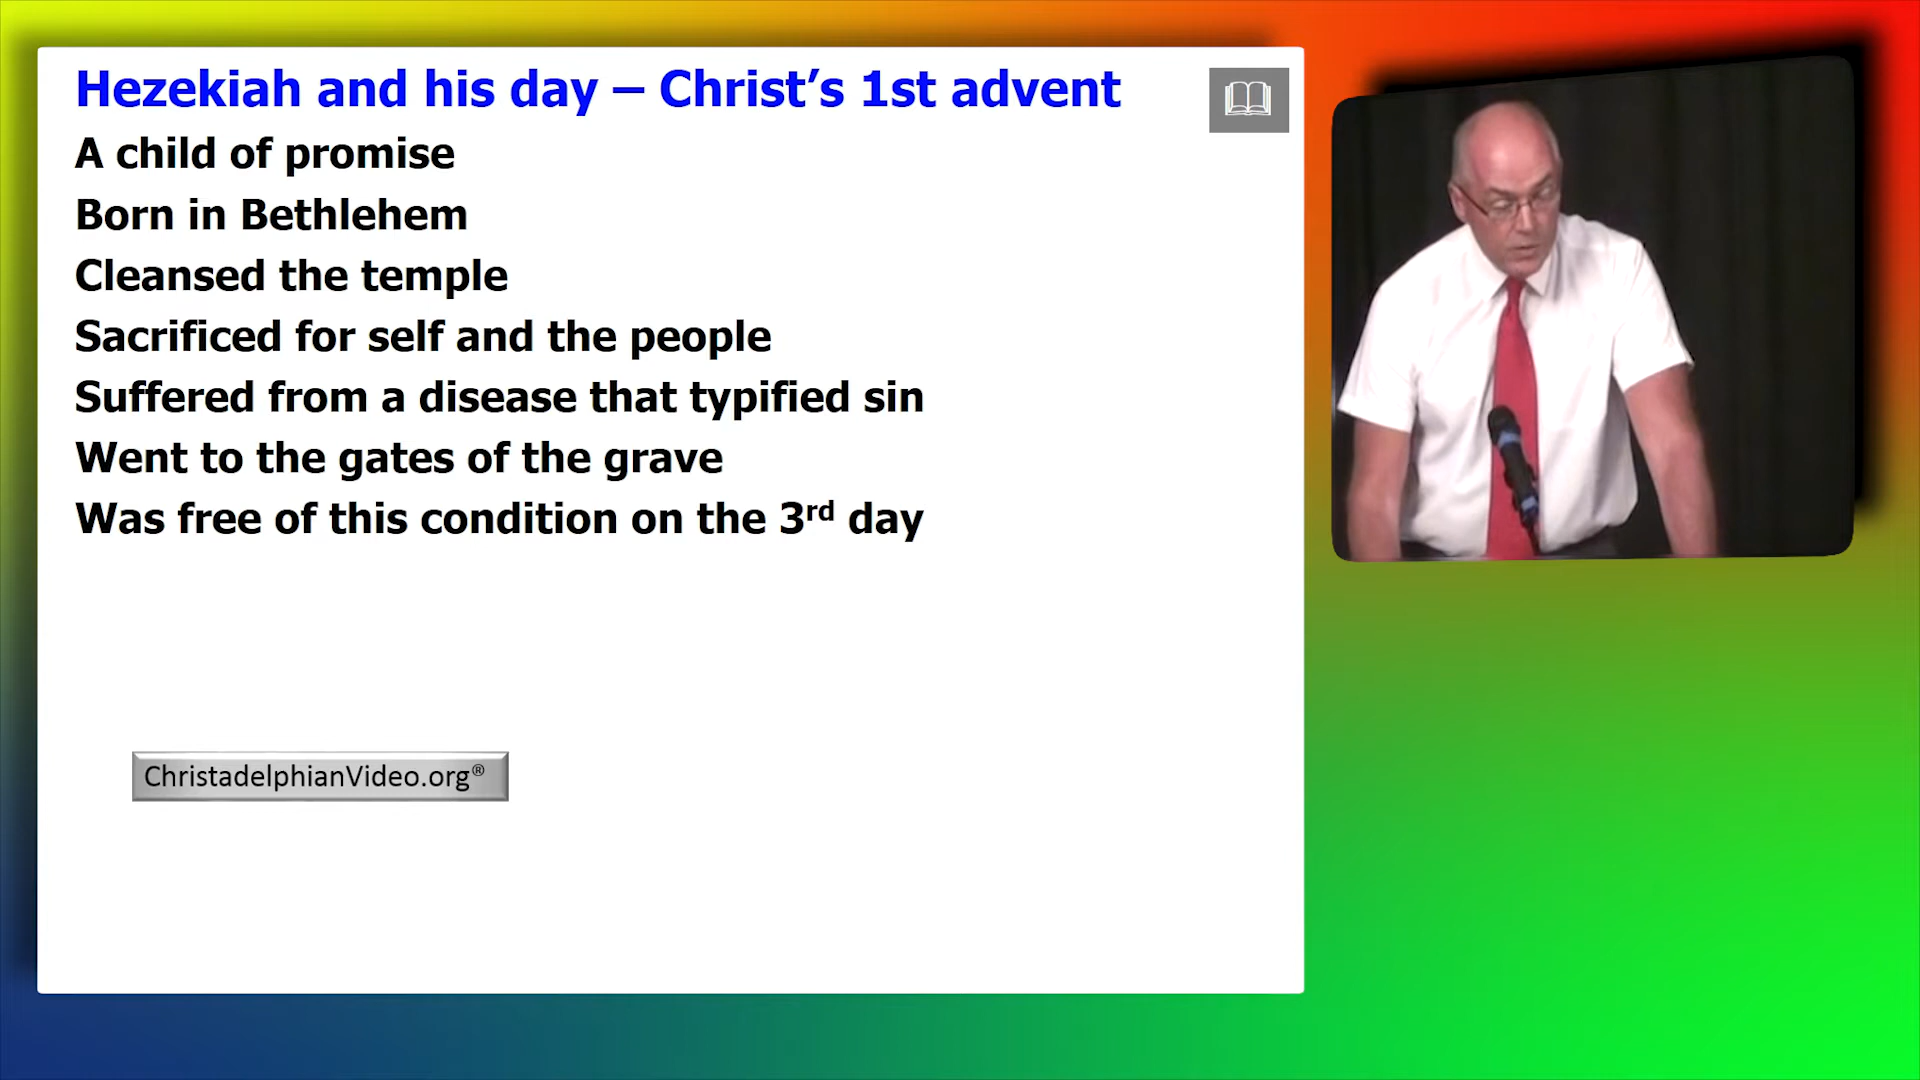 Hezekiah and his day – Christ’s 1st advent
A child of promise
Born in Bethlehem
Cleansed the temple
Sacrificed for self and the people
Suffered from a disease that typified sin
Went to the gates of the grave
Was free of this condition on the 3rd day
ChristadelphianVideo.org®